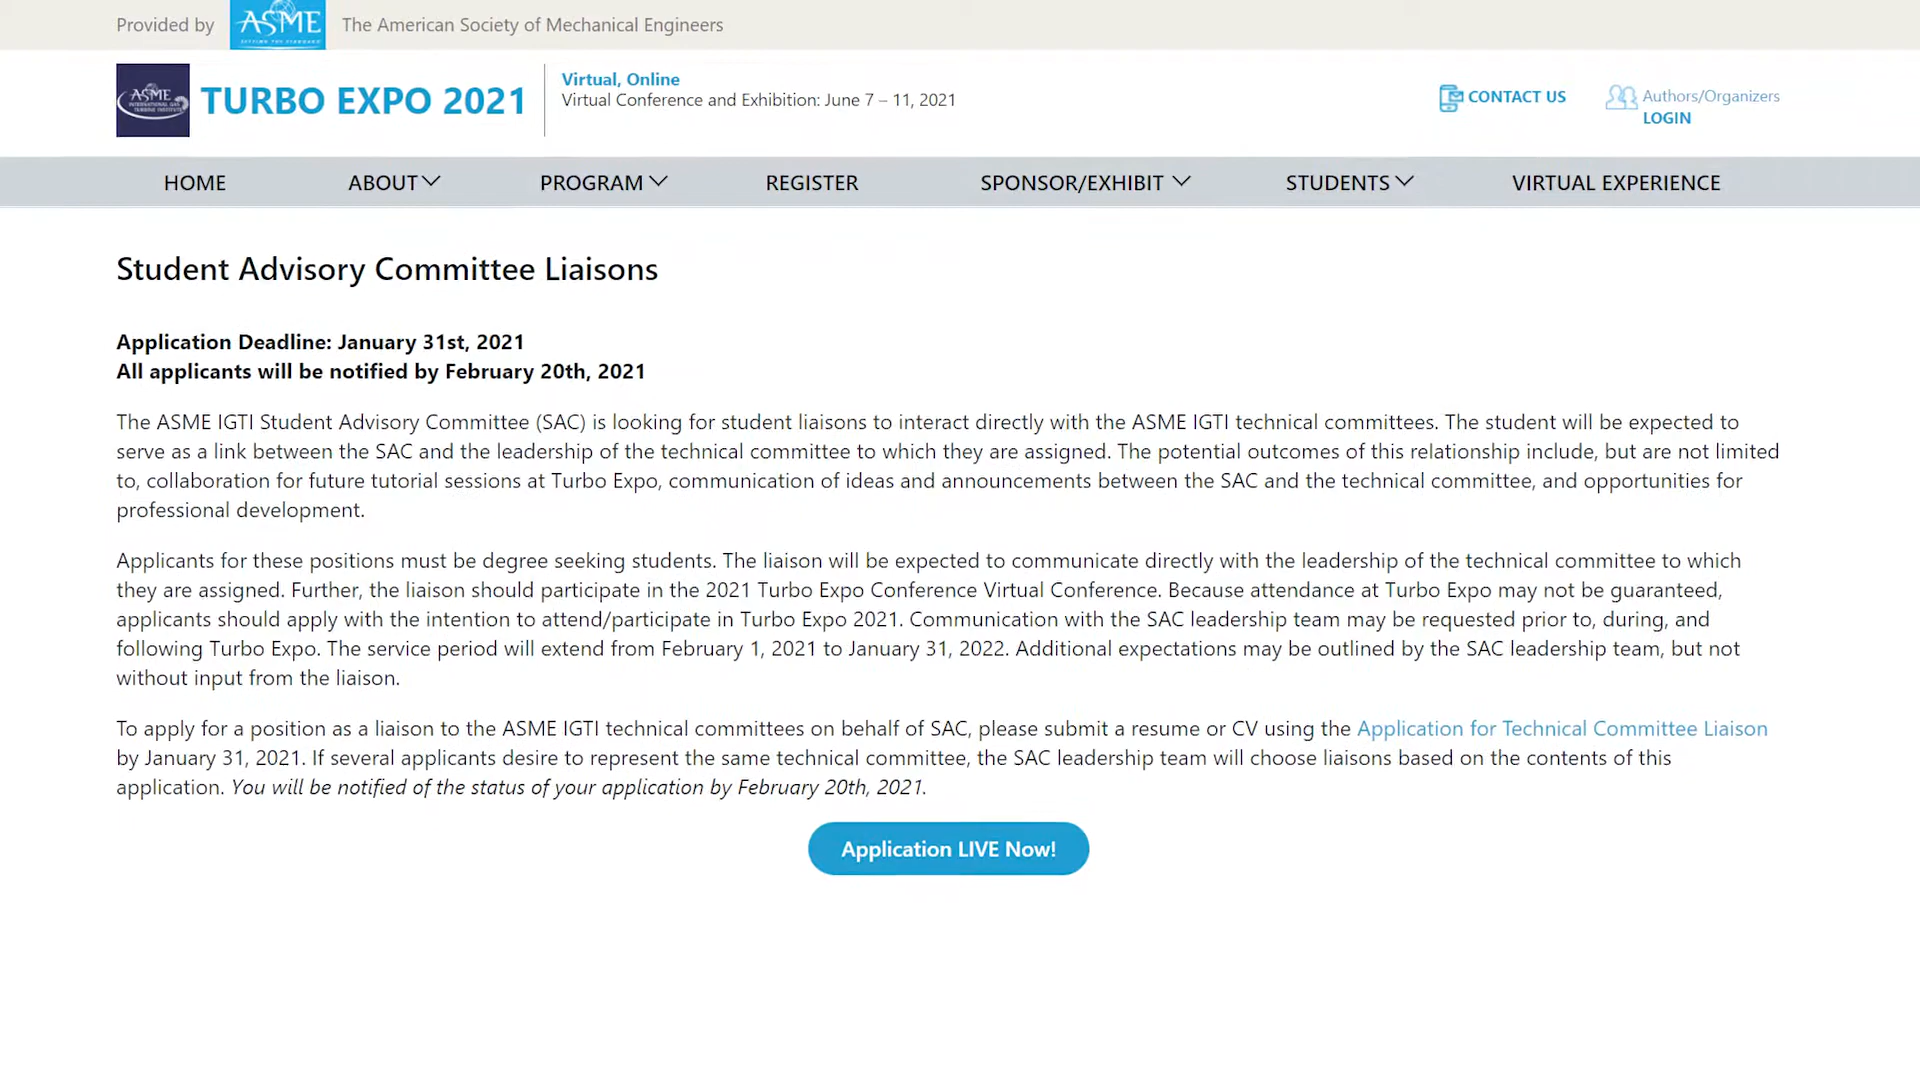 Provided by ASME The American Society of Mechanical Engineers
SETTING THE STANDARD
ASME
INTERNATIONAL GAS
TURBINE INSTITUTE
TURBO EXPO 2021
Virtual, Online
Virtual Conference and Exhibition: June 7 – 11, 2021
CONTACT US
Authors/Organizers
LOGIN
HOME ABOUT PROGRAM REGISTER SPONSOR/EXHIBIT STUDENTS VIRTUAL EXPERIENCE
Student Advisory Committee Liaisons
Application Deadline: January 31st, 2021
All applicants will be notified by February 20th, 2021
The ASME IGTI Student Advisory Committee (SAC) is looking for student liaisons to interact directly with the ASME IGTI technical committees. The student will be expected to
serve as a link between the SAC and the leadership of the technical committee to which they are assigned. The potential outcomes of this relationship include, but are not limited
to, collaboration for future tutorial sessions at Turbo Expo, communication of ideas and announcements between the SAC and the technical committee, and opportunities for
professional development.
Applicants for these positions must be degree seeking students. The liaison will be expected to communicate directly with the leadership of the technical committee to which
they are assigned. Further, the liaison should participate in the 2021 Turbo Expo Conference Virtual Conference. Because attendance at Turbo Expo may not be guaranteed,
applicants should apply with the intention to attend/participate in Turbo Expo 2021. Communication with the SAC leadership team may be requested prior to, during, and
following Turbo Expo. The service period will extend from February 1, 2021 to January 31, 2022. Additional expectations may be outlined by the SAC leadership team, but not
without input from the liaison.
To apply for a position as a liaison to the ASME IGTI technical committees on behalf of SAC, please submit a resume or CV using the Application for Technical Committee Liaison
by January 31, 2021. If several applicants desire to represent the same technical committee, the SAC leadership team will choose liaisons based on the contents of this
application. You will be notified of the status of your application by February 20th, 2021.
Application LIVE Now!